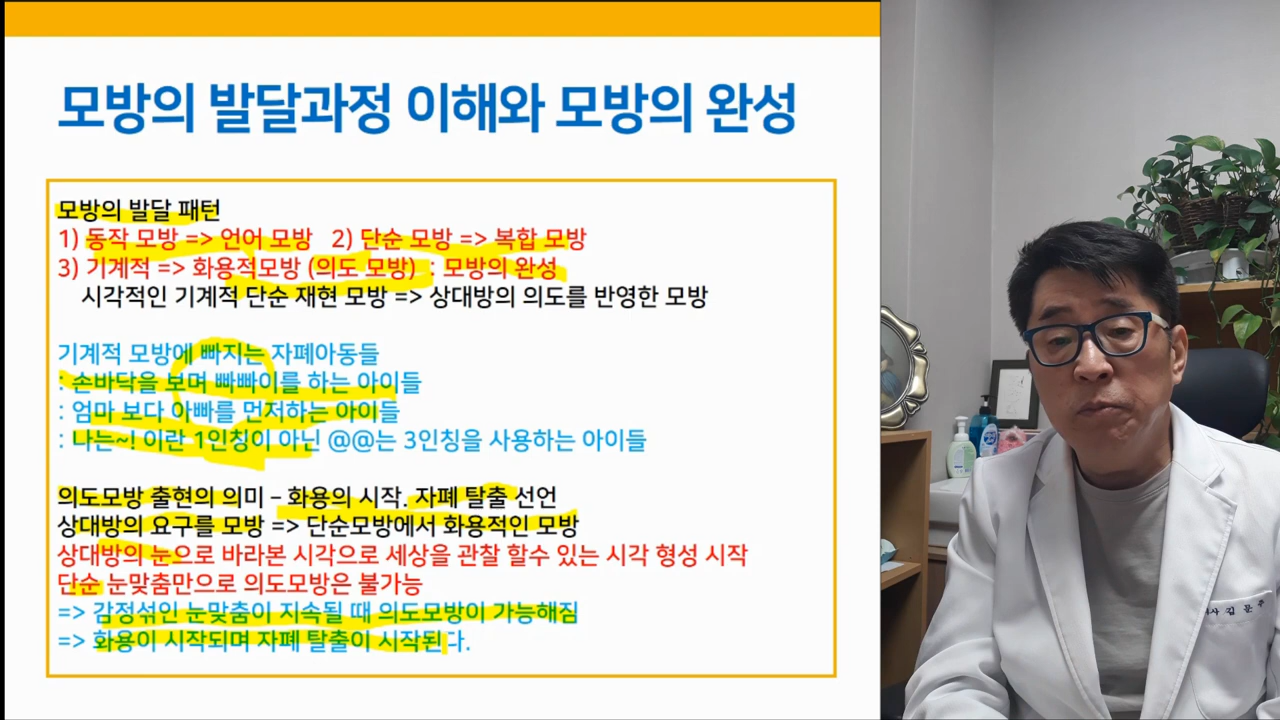 모방의 발달과정 이해와 모방의 완성
모방의 발달 패턴
1) 동작 모방 => 언어 모방 2) 단순 모방 => 복합 모방
3) 기계적 => 화용적모방 (의도 모방) : 모방의 완성
시각적인 기계적 단순 재현 모방 => 상대방의 의도를 반영한 모방
기계적 모방에 빠지는 자폐아동들
: 손바닥을 보며 빠빠이를 하는 아이들
: 엄마 보다 아빠를 먼저하는 아이들
: 나는~! 이란 1인칭이 아닌 @@는 3인칭을 사용하는 아이들
의도모방 출현의 의미 – 화용의 시작. 자폐 탈출 선언
상대방의 요구를 모방 => 단순모방에서 화용적인 모방
상대방의 눈으로 바라본 시각으로 세상을 관찰 할수 있는 시각 형성 시작
단순 눈맞춤만으로 의도모방은 불가능
=> 감정섞인 눈맞춤이 지속될 때 의도모방이 가능해짐
=> 화용이 시작되며 자폐 탈출이 시작된다.